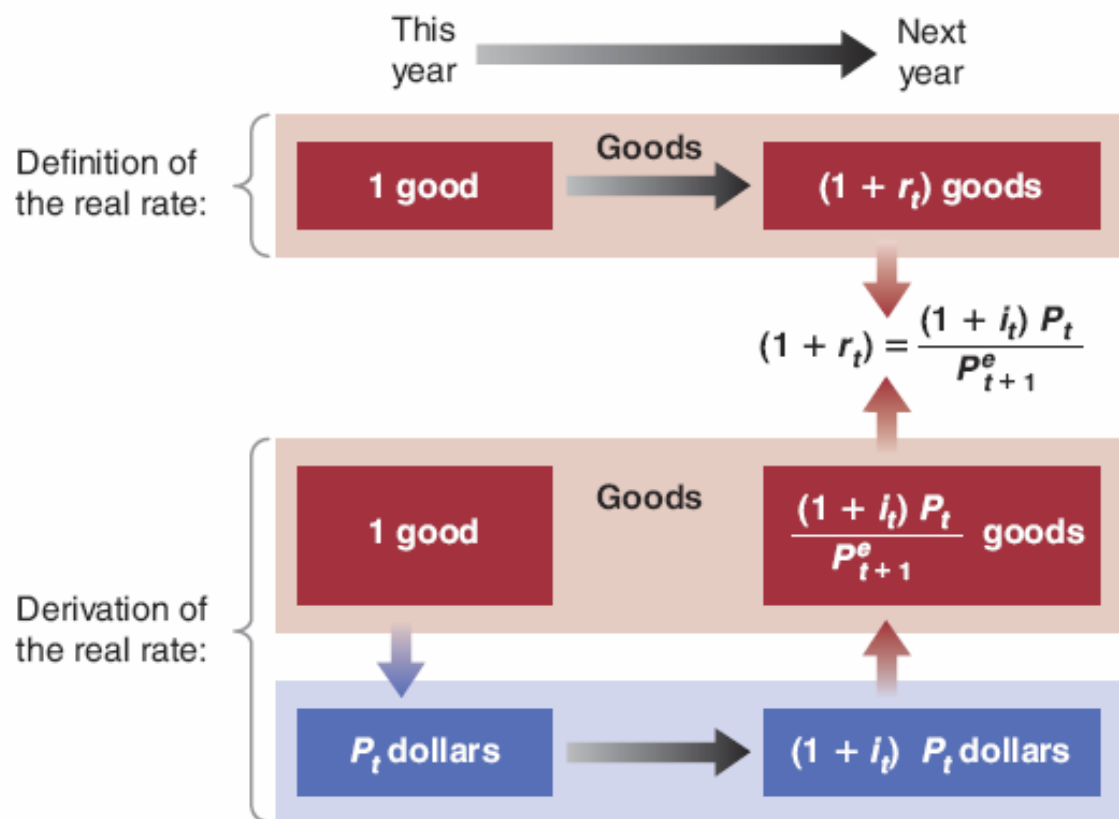 This
year
Next
year
Definition of
the real rate:
1 good
Goods
(1 + r_t) goods
(1 + r_t) = \frac{(1 + i_t) P_t}{P^e_{t+1}}
Derivation of
the real rate:
1 good
Goods
\frac{(1 + i_t) P_t}{P^e_{t+1}} goods
P_t dollars
(1 + i_t) P_t dollars